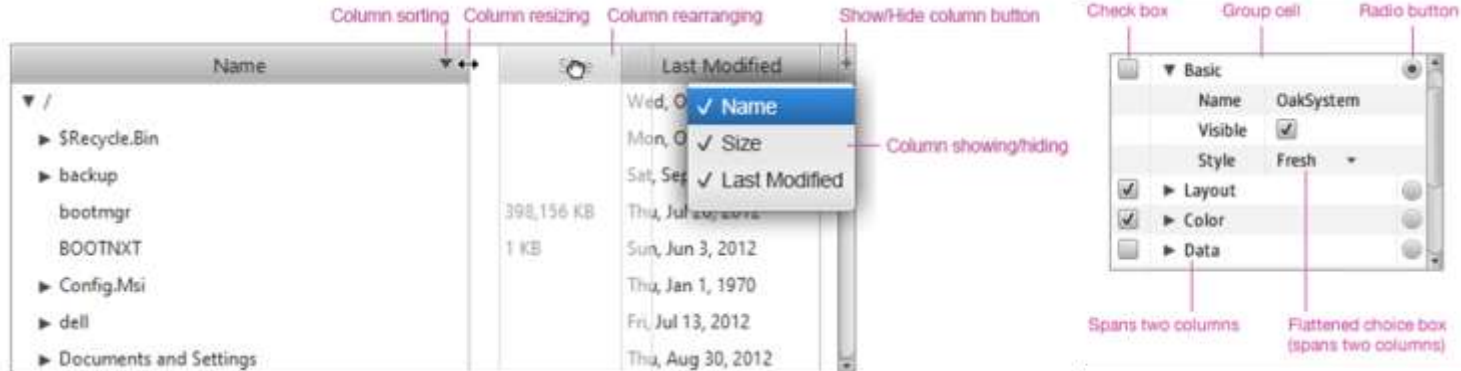 Column sorting Column resizing Column rearranging Show/Hide column button
Name Last Modified +
/ Wed, O
$Recycle.Bin Mon, O
backup Sat, Sep
bootmgr 398,156 KB Thu, Jul 26, 2012
BOOTNXT 1 KB Sun, Jun 3, 2012
Config.Msi Thu, Jan 1, 1970
dell Fri, Jul 13, 2012
Documents and Settings Thu, Aug 30, 2012
✓ Name
✓ Size
✓ Last Modified
Column showing/hiding
Check box Group cell Radio button
Basic
Name OakSystem
Visible
Style Fresh
Layout
Color
Data
Spans two columns Flattened choice box
(spans two columns)